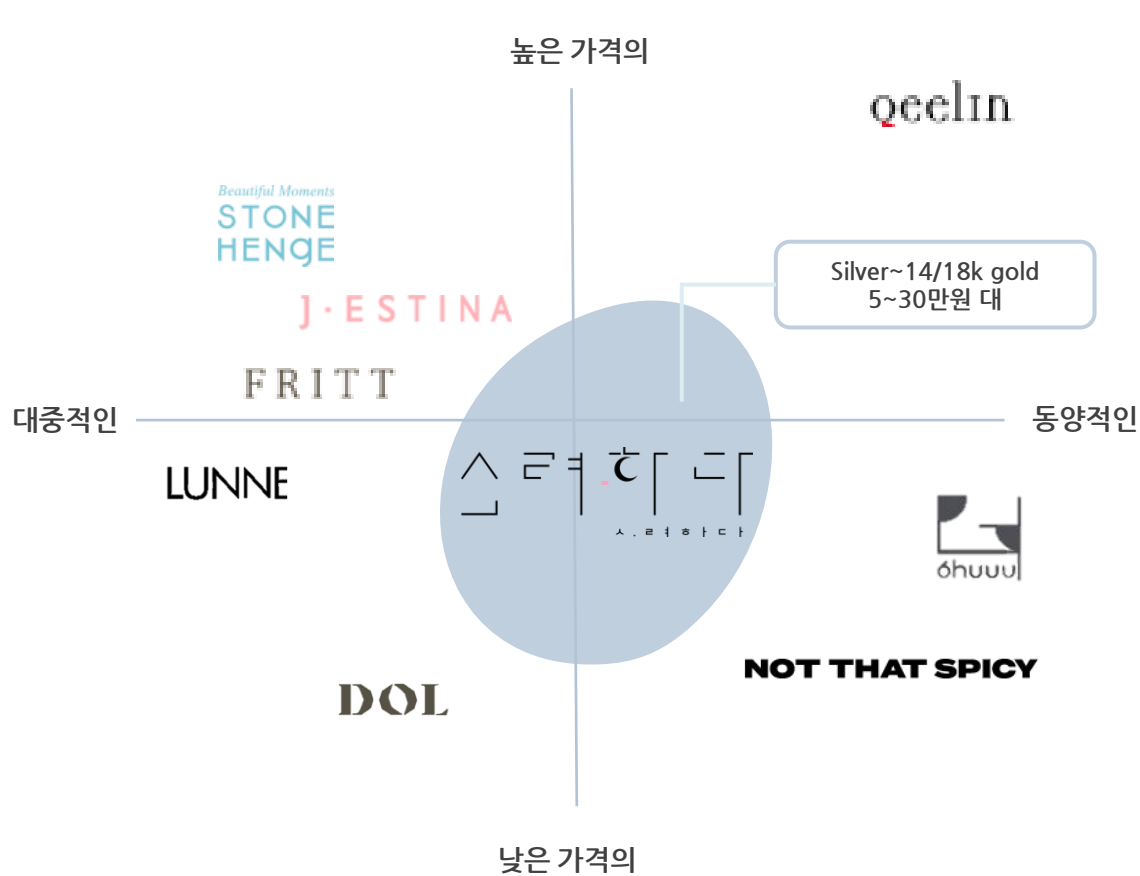 높은 가격의
Qeelin
Beautiful Moments
STONE
HENGE
Silver~14/18k gold
5~30만원 대
J·ESTINA
FRITT
대중적인
동양적인
LUNNE
손려하다
ㅅ.ㄹㅕㅎㅏㄷㅏ
óhuuu
NOT THAT SPICY
DOL
낮은 가격의